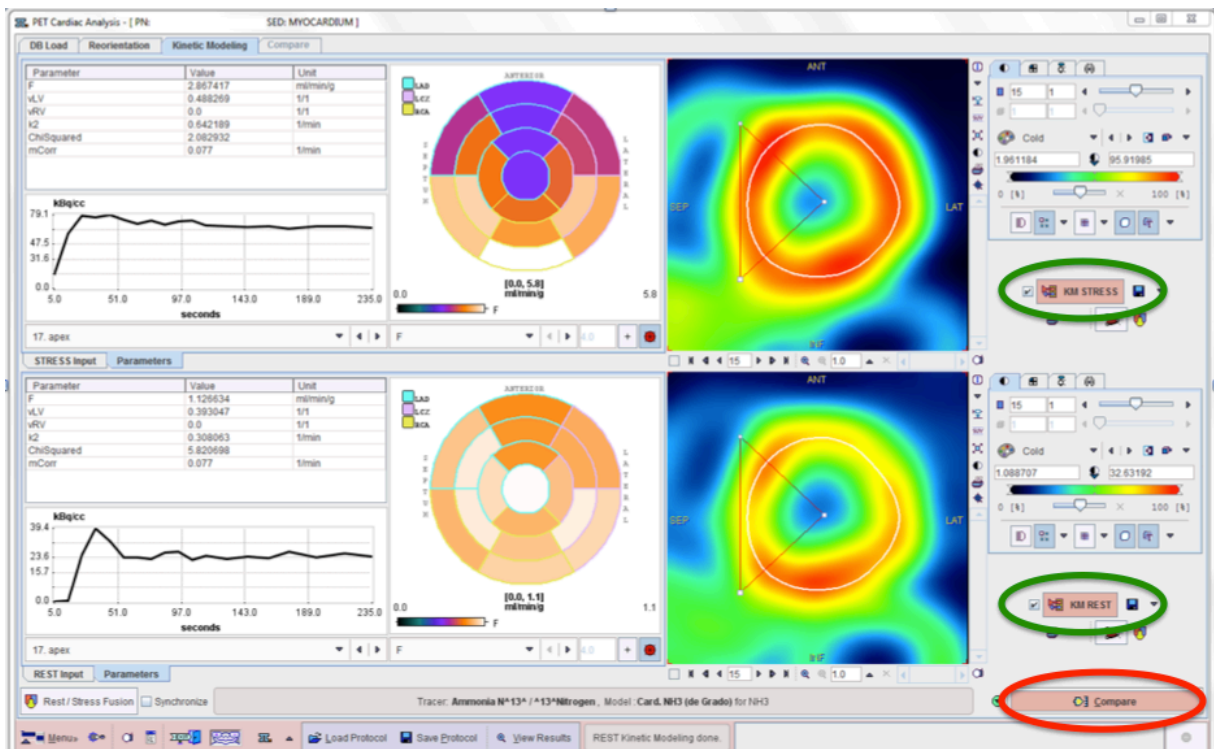 PET Cardiac Analysis - [ PN: SED: MYOCARDIUM ]
DB Load Reorientation Kinetic Modeling Compare
Parameter Value Unit
F 2.867417 ml/min/g
vLV 0.488269 1/1
vRV 0.0 1/1
k2 0.642189 1/min
ChiSquared 2.082932
mCorr 0.077 1/min
kBq/cc
79.1
47.5
31.6
0.0
5.0 51.0 97.0 143.0 189.0 235.0
seconds
17. apex
STRESS Input Parameters
LAD
LCX
RCA
ANTERIOR
SEPTUM
LATERAL
[0.0, 5.8]
ml/min/g
0.0 F 5.8
F 4.0 +
ANT
SEP LAT
INF
15 1.0
15 1
1 1
Cold
1.961184 95.91985
0 [%] 100 [%]
KM STRESS
Parameter Value Unit
F 1.126634 ml/min/g
vLV 0.393047 1/1
vRV 0.0 1/1
k2 0.308063 1/min
ChiSquared 5.820698
mCorr 0.077 1/min
kBq/cc
39.4
23.6
15.7
0.0
5.0 51.0 97.0 143.0 189.0 235.0
seconds
17. apex
REST Input Parameters
LAD
LCX
RCA
ANTERIOR
SEPTUM
LATERAL
[0.0, 1.1]
ml/min/g
0.0 F 1.1
F 4.0 +
ANT
SEP LAT
INF
15 1.0
15 1
1 1
Cold
1.088707 32.63192
0 [%] 100 [%]
KM REST
Rest / Stress Fusion Synchronize
Tracer: Ammonia N^13^ / ^13^Nitrogen , Model : Card. NH3 (de Grado) for NH3
Compare
Menu Load Protocol Save Protocol View Results REST Kinetic Modeling done.